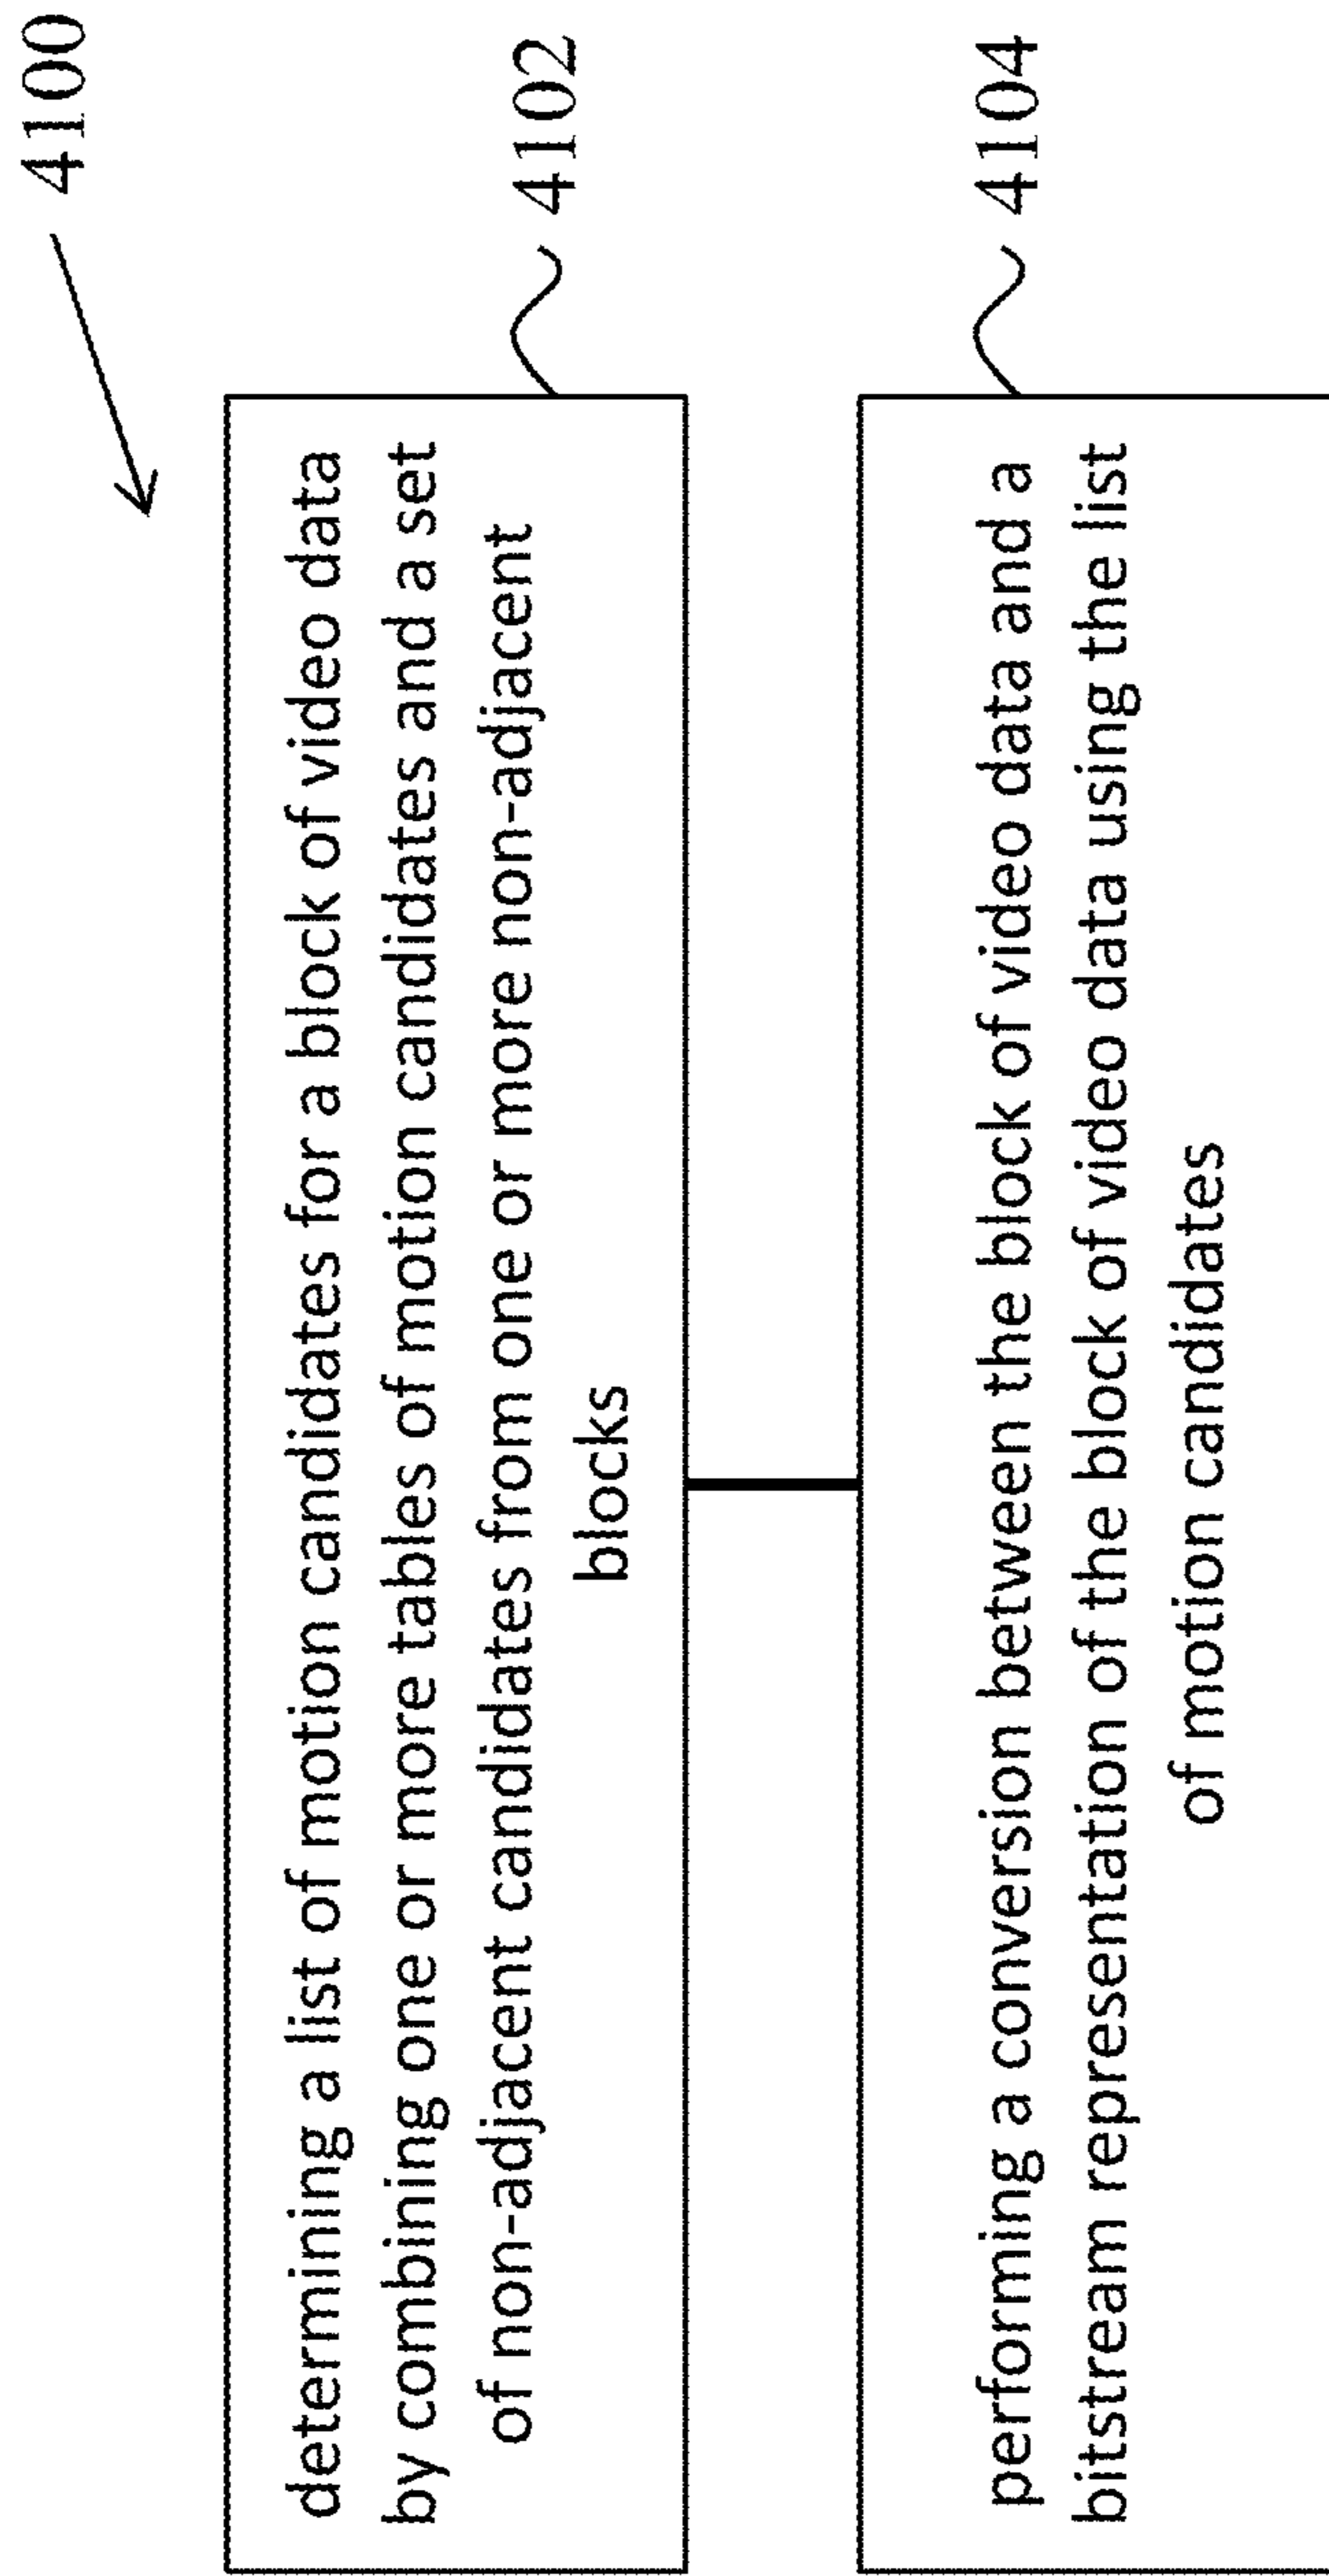 4100
determining a list of motion candidates for a block of video data
by combining one or more tables of motion candidates and a set
of non-adjacent candidates from one or more non-adjacent
blocks
4102
performing a conversion between the block of video data and a
bitstream representation of the block of video data using the list
of motion candidates
4104